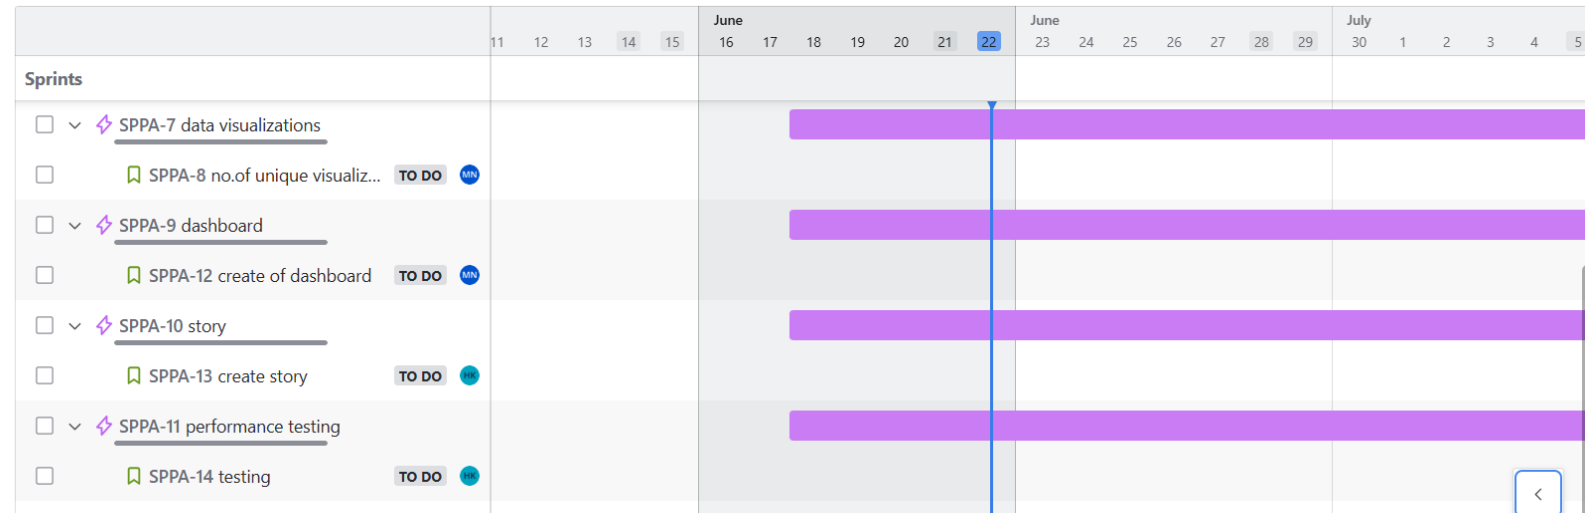 June June July
11 12 13 14 15 16 17 18 19 20 21 22 23 24 25 26 27 28 29 30 1 2 3 4 5
Sprints
SPPA-7 data visualizations
SPPA-8 no.of unique visualiz... TO DO MN
SPPA-9 dashboard
SPPA-12 create of dashboard TO DO MN
SPPA-10 story
SPPA-13 create story TO DO HK
SPPA-11 performance testing
SPPA-14 testing TO DO HK